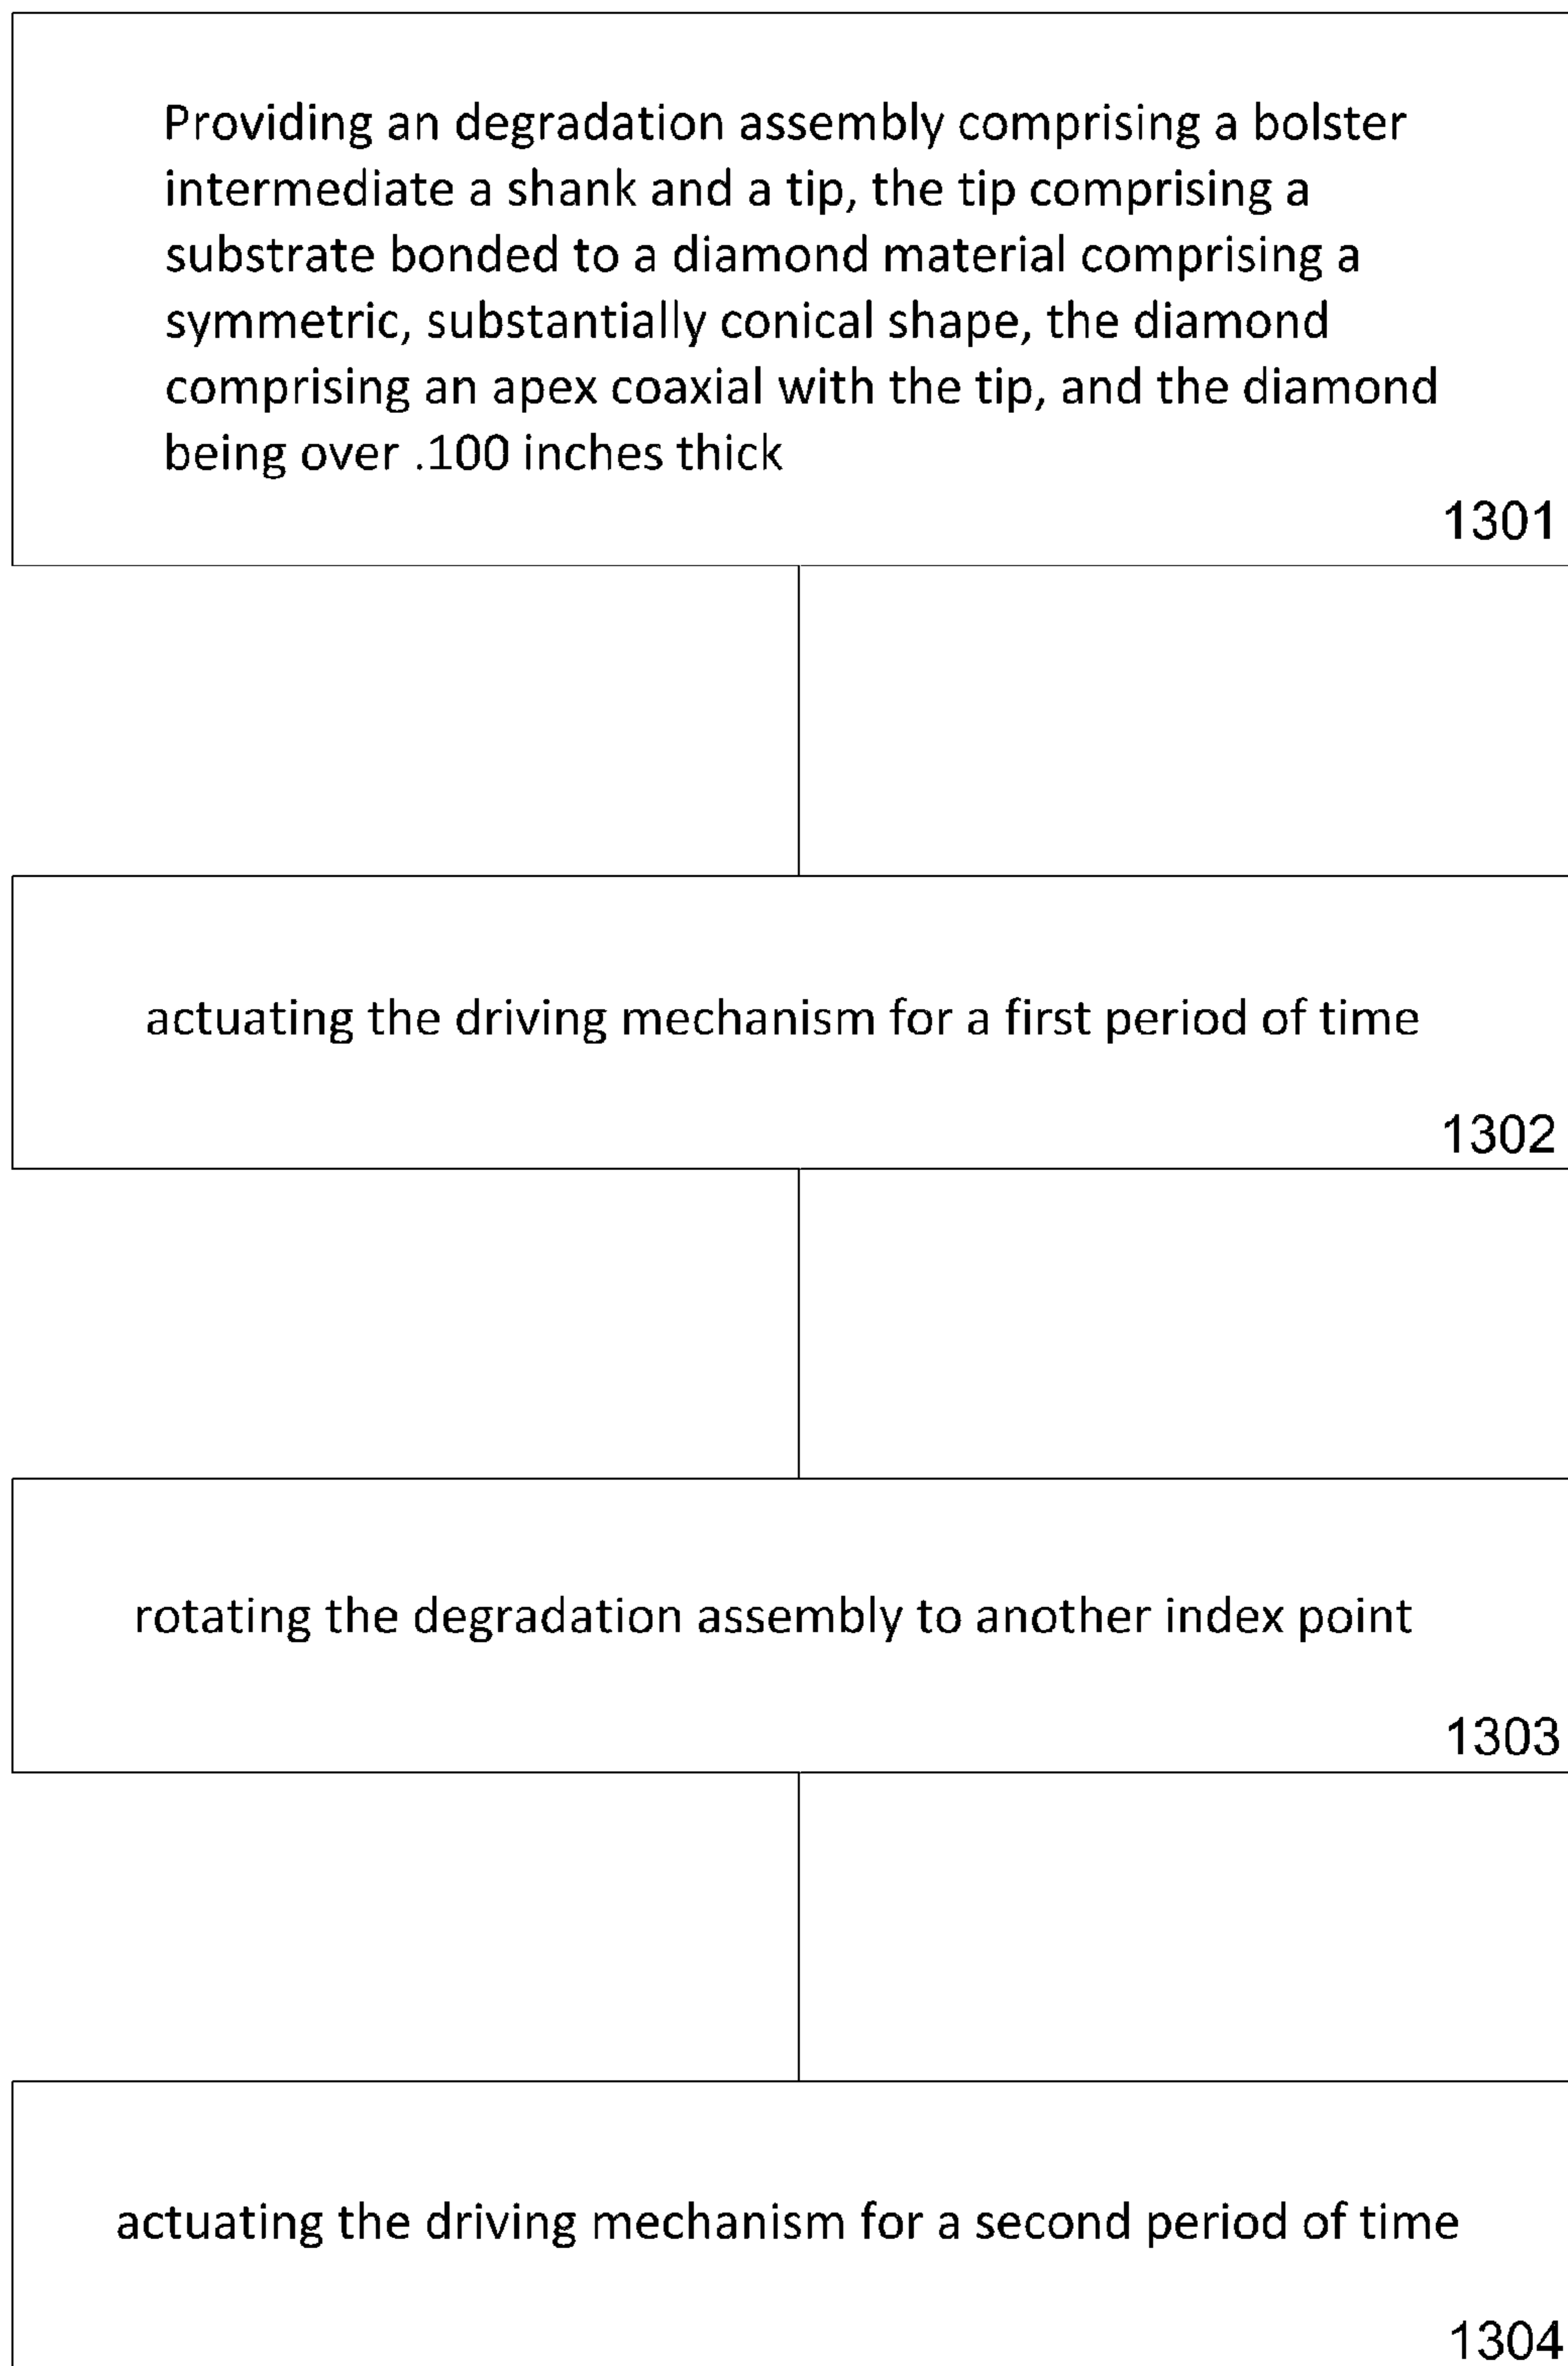 Providing an degradation assembly comprising a bolster
intermediate a shank and a tip, the tip comprising a
substrate bonded to a diamond material comprising a
symmetric, substantially conical shape, the diamond
comprising an apex coaxial with the tip, and the diamond
being over .100 inches thick
1301
actuating the driving mechanism for a first period of time
1302
rotating the degradation assembly to another index point
1303
actuating the driving mechanism for a second period of time
1304